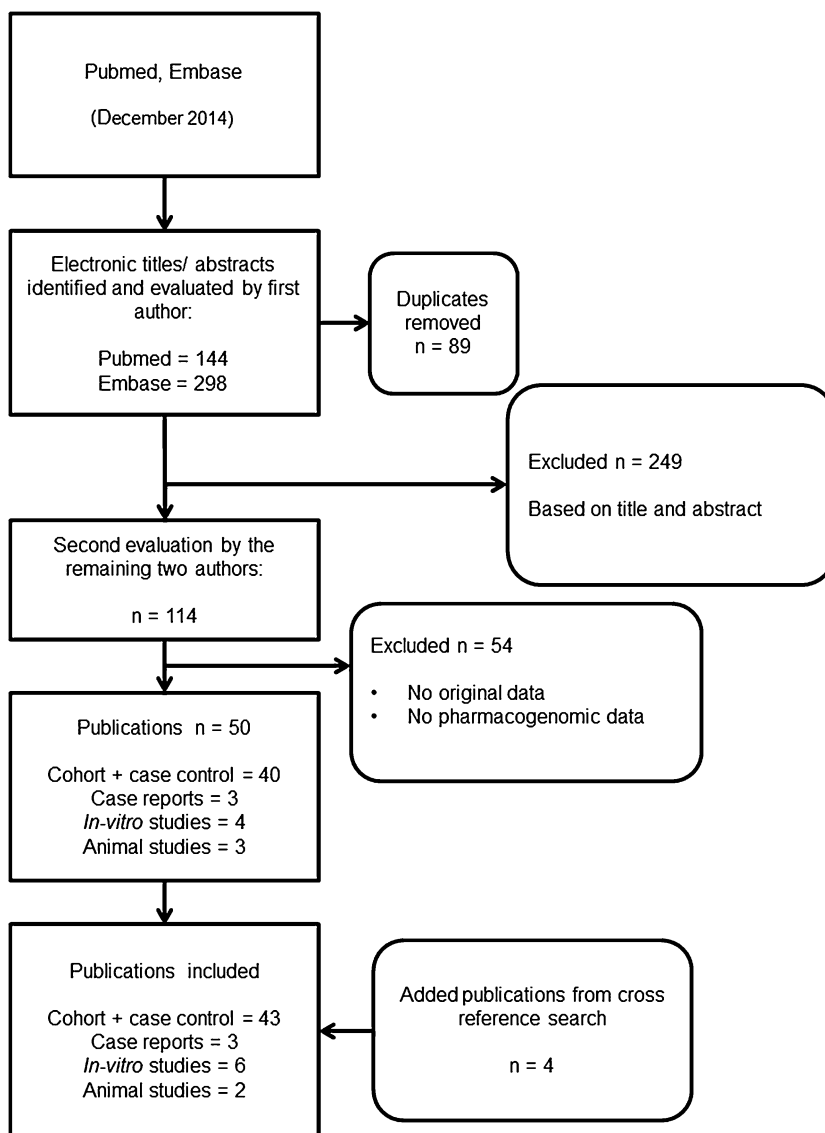 Pubmed, Embase
(December 2014)
Electronic titles/ abstracts
identified and evaluated by first
author:
Pubmed = 144
Embase = 298
Duplicates
removed
n = 89
Excluded n = 249
Based on title and abstract
Second evaluation by the
remaining two authors:
n = 114
Excluded n = 54
• No original data
• No pharmacogenomic data
Publications n = 50
Cohort + case control = 40
Case reports = 3
In-vitro studies = 4
Animal studies = 3
Publications included
Cohort + case control = 43
Case reports = 3
In-vitro studies = 6
Animal studies = 2
Added publications from cross
reference search
n = 4